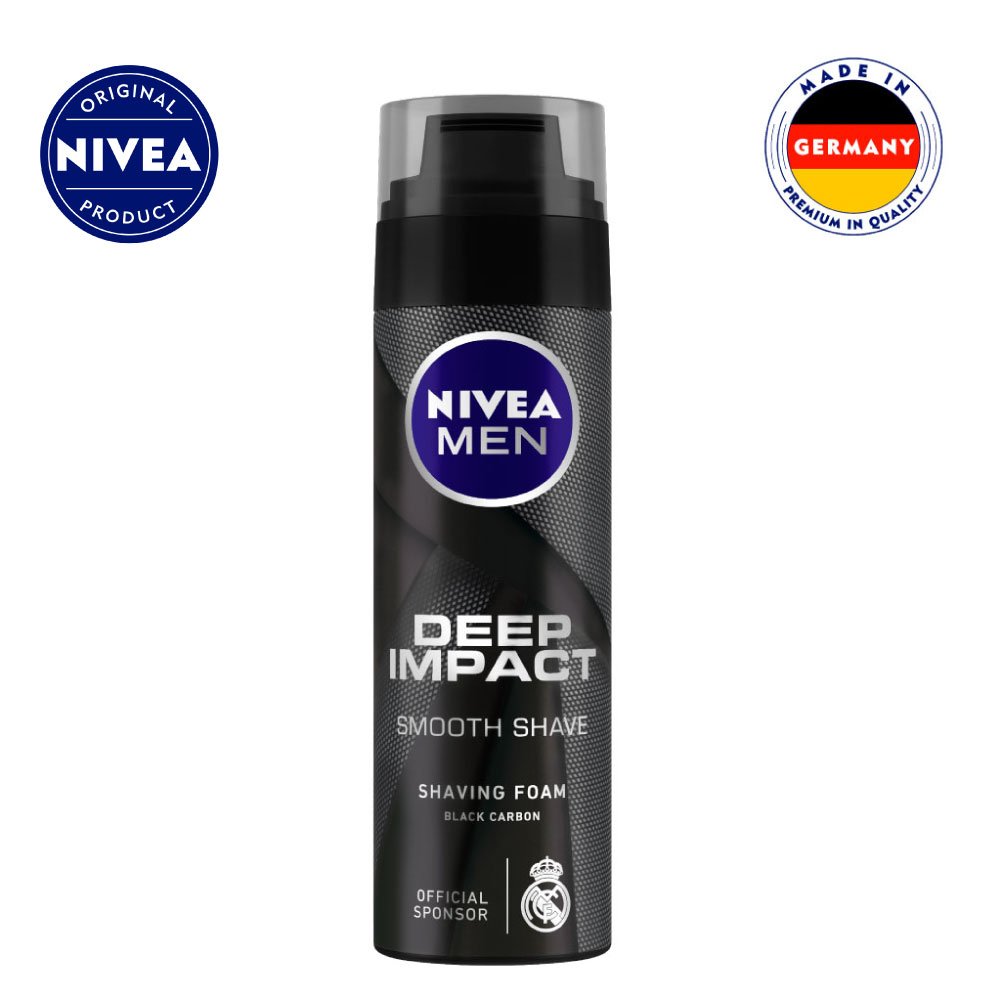 ORIGINAL
NIVEA
PRODUCT
MADE IN
GERMANY
PREMIUM IN QUALITY
NIVEA
MEN
DEEP
IMPACT
SMOOTH SHAVE
SHAVING FOAM
BLACK CARBON
OFFICIAL
SPONSOR